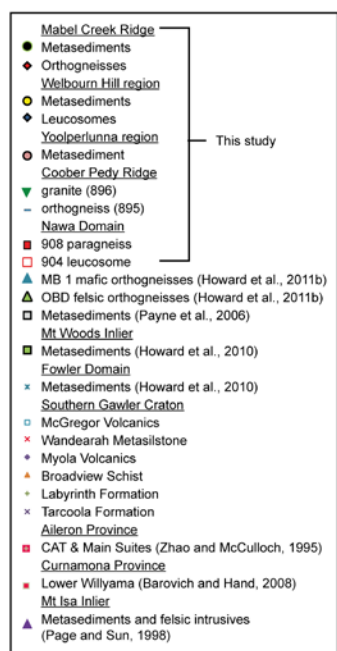 Mabel Creek Ridge
Metasediments
Orthogneisses
Welbourn Hill region
Metasediments
Leucosomes
Yoolperlunna region
Metasediment
Coober Pedy Ridge
granite (896)
orthogneiss (895)
Nawa Domain
908 paragneiss
904 leucosome
This study
MB 1 mafic orthogneisses (Howard et al., 2011b)
OBD felsic orthogneisses (Howard et al., 2011b)
Metasediments (Payne et al., 2006)
Mt Woods Inlier
Metasediments (Howard et al., 2010)
Fowler Domain
Metasediments (Howard et al., 2010)
Southern Gawler Craton
McGregor Volcanics
Wandearah Metasilstone
Myola Volcanics
Broadview Schist
Labyrinth Formation
Tarcoola Formation
Aileron Province
CAT & Main Suites (Zhao and McCulloch, 1995)
Curnamona Province
Lower Willyama (Barovich and Hand, 2008)
Mt Isa Inlier
Metasediments and felsic intrusives
(Page and Sun, 1998)